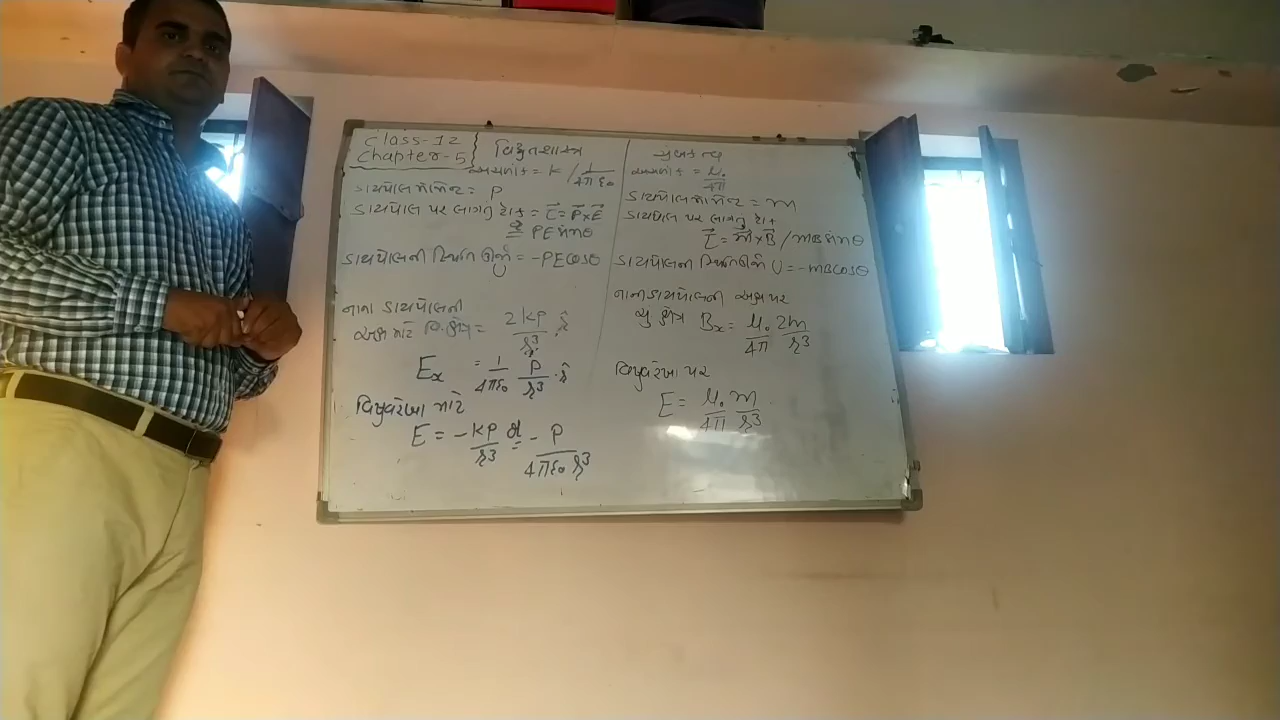 Class-12
Chapter-5
વિદ્યુતશાસ્ત્ર
અચળાંક = K / 1/4πε₀
ડાયપોલ મોમેન્ટ = P
ડાયપોલ પર લાગતુ ટોર્ક = τ⃗ = P⃗×E⃗
PE sinθ
ડાયપોલની સ્થિતિ ઊર્જા U = -PE cosθ
નાના ડાયપોલની
અક્ષ માટે વિ.ક્ષેત્ર = 2KP/r³ . r̂
Eₓ = 1/4πε₀ P/r³ . r̂
વિષુવરેખા માટે
E = -KP/r³ = -P/4πε₀ r³
ચુંબકત્વ
અચળાંક = μ₀/4π
ડાયપોલ મોમેન્ટ = m
ડાયપોલ પર લાગતુ ટોર્ક
τ⃗ = m⃗×B⃗ / mB sinθ
ડાયપોલની સ્થિતિઊર્જા U = -mB cosθ
નાના ડાયપોલની અક્ષ પર
ચુ ક્ષેત્ર Bₓ = μ₀/4π 2m/r³
વિષુવરેખા પર
E = μ₀/4π m/r³